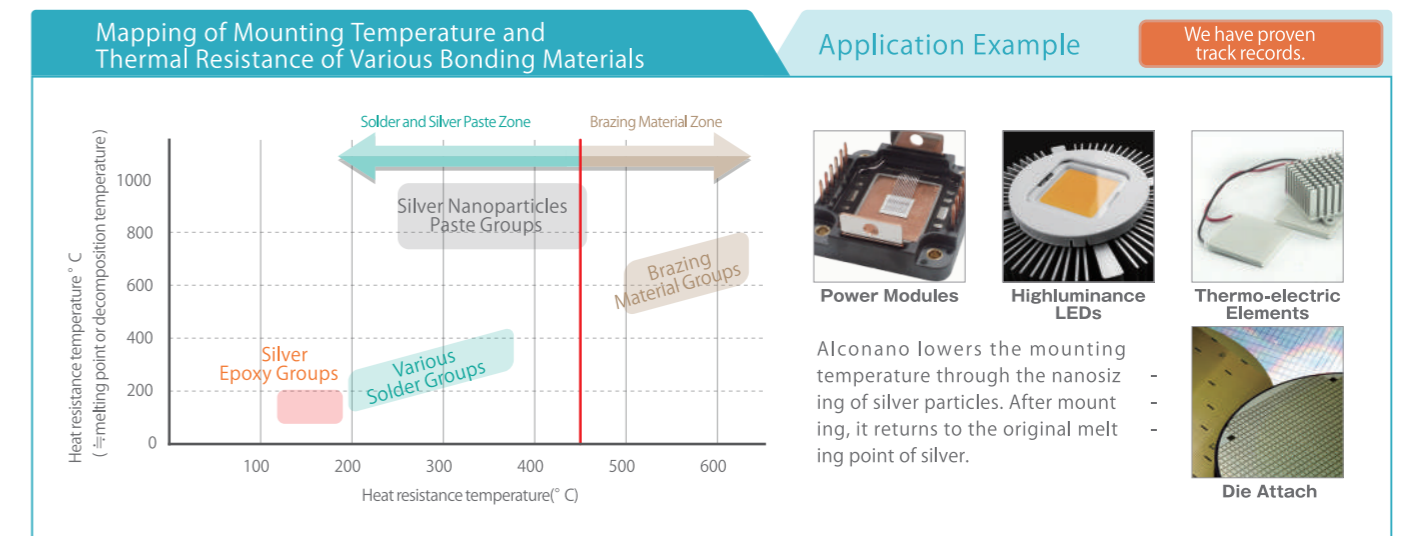 Mapping of Mounting Temperature and
Thermal Resistance of Various Bonding Materials
Application Example
We have proven
track records.
Solder and Silver Paste Zone
Brazing Material Zone
Heat resistance temperature° C
( ≒melting point or decomposition temperature )
1000
800
600
400
200
0
Silver Nanoparticles
Paste Groups
Brazing
Material Groups
Silver
Epoxy Groups
Various
Solder Groups
100
200
300
400
500
600
Heat resistance temperature(° C)
Power Modules
Highluminance
LEDs
Thermo-electric
Elements
Alconano lowers the mounting
temperature through the nanosiz -
ing of silver particles. After mount -
ing, it returns to the original melt -
ing point of silver.
Die Attach